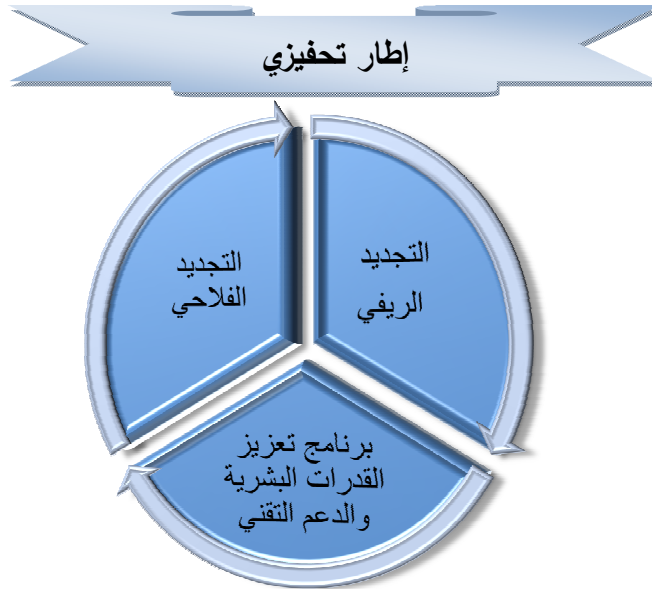 إطار تحفيزي
التجديد
الريفي
التجديد
الفلاحي
برنامج تعزيز
القدرات البشرية
والدعم التقني